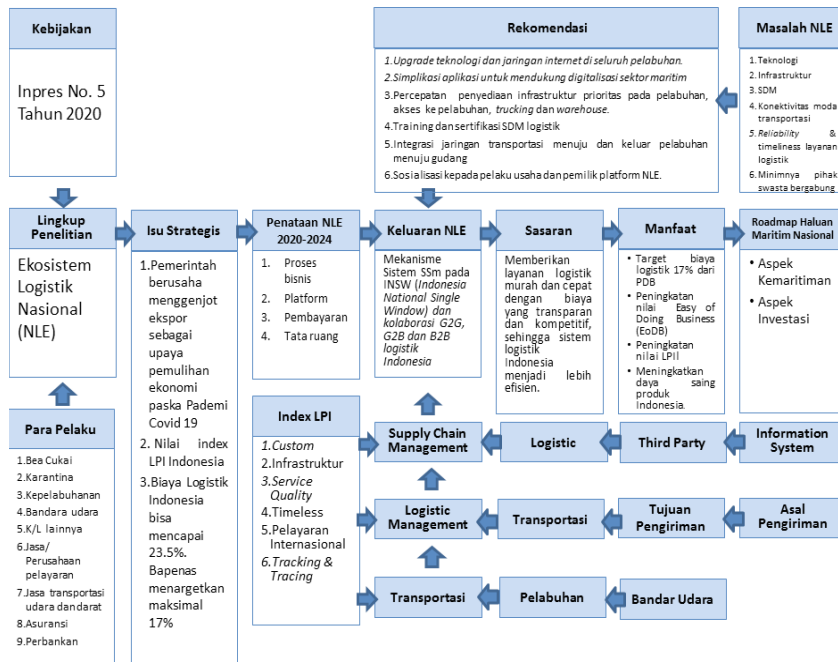 Kebijakan
Inpres No. 5
Tahun 2020
Rekomendasi
1.Upgrade teknologi dan jaringan internet di seluruh pelabuhan.
2.Simplikasi aplikasi untuk mendukung digitalisasi sektor maritim
3.Percepatan penyediaan infrastruktur prioritas pada pelabuhan,
akses ke pelabuhan, trucking dan warehouse.
4.Training dan sertifikasi SDM logistik
5.Integrasi jaringan transportasi menuju dan keluar pelabuhan
menuju gudang
6.Sosialisasi kepada pelaku usaha dan pemilik platform NLE.
Masalah NLE
1.Teknologi
2.Infrastruktur
3.SDM
4.Konektivitas moda
transportasi
5.Reliability &
timeliness layanan
logistik
6.Minimnya pihak
swasta bergabung
Lingkup
Penelitian
Ekosistem
Logistik
Nasional
(NLE)
Isu Strategis
1.Pemerintah
berusaha
menggenjot
ekspor
sebagai
upaya
pemulihan
ekonomi
paska Pademi
Covid 19
2. Nilai index
LPI Indonesia
3.Biaya Logistik
Indonesia
bisa
mencapai
23.5%.
Bapenas
menargetkan
maksimal
17%
Penataan NLE
2020-2024
1. Proses
bisnis
2. Platform
3. Pembayaran
4. Tata ruang
Keluaran NLE
Mekanisme
Sistem SSm pada
INSW (Indonesia
National Single
Window) dan
kolaborasi G2G,
G2B dan B2B
logistik
Indonesia
Sasaran
Memberikan
layanan logistik
murah dan cepat
dengan biaya
yang transparan
dan kompetitif,
sehingga sistem
logistik
Indonesia
menjadi lebih
efisien.
Manfaat
• Target biaya
logistik 17% dari
PDB
• Peningkatan
nilai Easy of
Doing Business
(EoDB)
• Peningkatan
nilai LPIl
• Meningkatkan
daya saing
produk
Indonesia.
Roadmap Haluan
Maritim Nasional
• Aspek
Kemaritiman
• Aspek
Investasi
Para Pelaku
1.Bea Cukai
2.Karantina
3.Kepelabuhanan
4.Bandara udara
5.K/L lainnya
6.Jasa/
Perusahaan
pelayaran
7.Jasa transportasi
udara dan darat
8.Asuransi
9.Perbankan
Index LPI
1.Custom
2.Infrastruktur
3.Service
Quality
4.Timeless
5.Pelayaran
Internasional
6.Tracking &
Tracing
Supply Chain
Management
Logistic
Third Party
Information
System
Logistic
Management
Transportasi
Tujuan
Pengiriman
Asal
Pengiriman
Transportasi
Pelabuhan
Bandar Udara